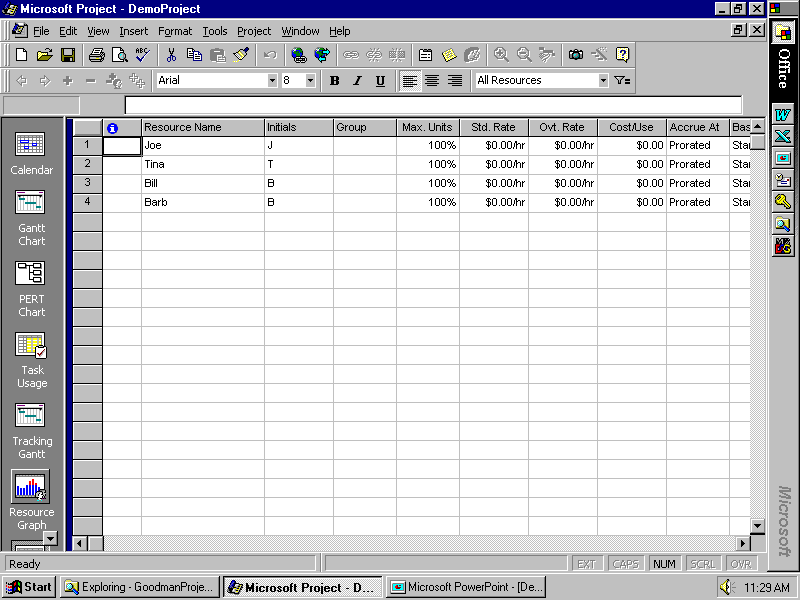 Microsoft Project - DemoProject
File Edit View Insert Format Tools Project Window Help
Arial 8 B I U All Resources
Resource Name Initials Group Max. Units Std. Rate Ovt. Rate Cost/Use Accrue At Bas
1 Joe J 100% $0.00/hr $0.00/hr $0.00 Prorated Star
2 Tina T 100% $0.00/hr $0.00/hr $0.00 Prorated Star
3 Bill B 100% $0.00/hr $0.00/hr $0.00 Prorated Star
4 Barb B 100% $0.00/hr $0.00/hr $0.00 Prorated Star
Calendar
Gantt
Chart
PERT
Chart
Task
Usage
Tracking
Gantt
Resource
Graph
Office
Microsoft
Ready EXT CAPS NUM SCRL OVR
Start Exploring - GoodmanProje... Microsoft Project - D... Microsoft PowerPoint - [De... 11:29 AM